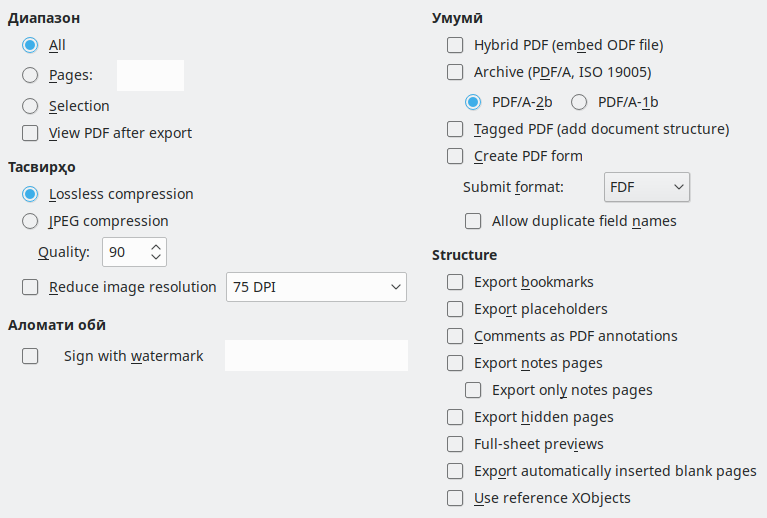 Диапазон
All
Pages:
Selection
View PDF after export
Тасвирҳо
Lossless compression
JPEG compression
Quality: 90
Reduce image resolution 75 DPI
Аломати обӣ
Sign with watermark
Умумӣ
Hybrid PDF (embed ODF file)
Archive (PDF/A, ISO 19005)
PDF/A-2b PDF/A-1b
Tagged PDF (add document structure)
Create PDF form
Submit format: FDF
Allow duplicate field names
Structure
Export bookmarks
Export placeholders
Comments as PDF annotations
Export notes pages
Export only notes pages
Export hidden pages
Full-sheet previews
Export automatically inserted blank pages
Use reference XObjects